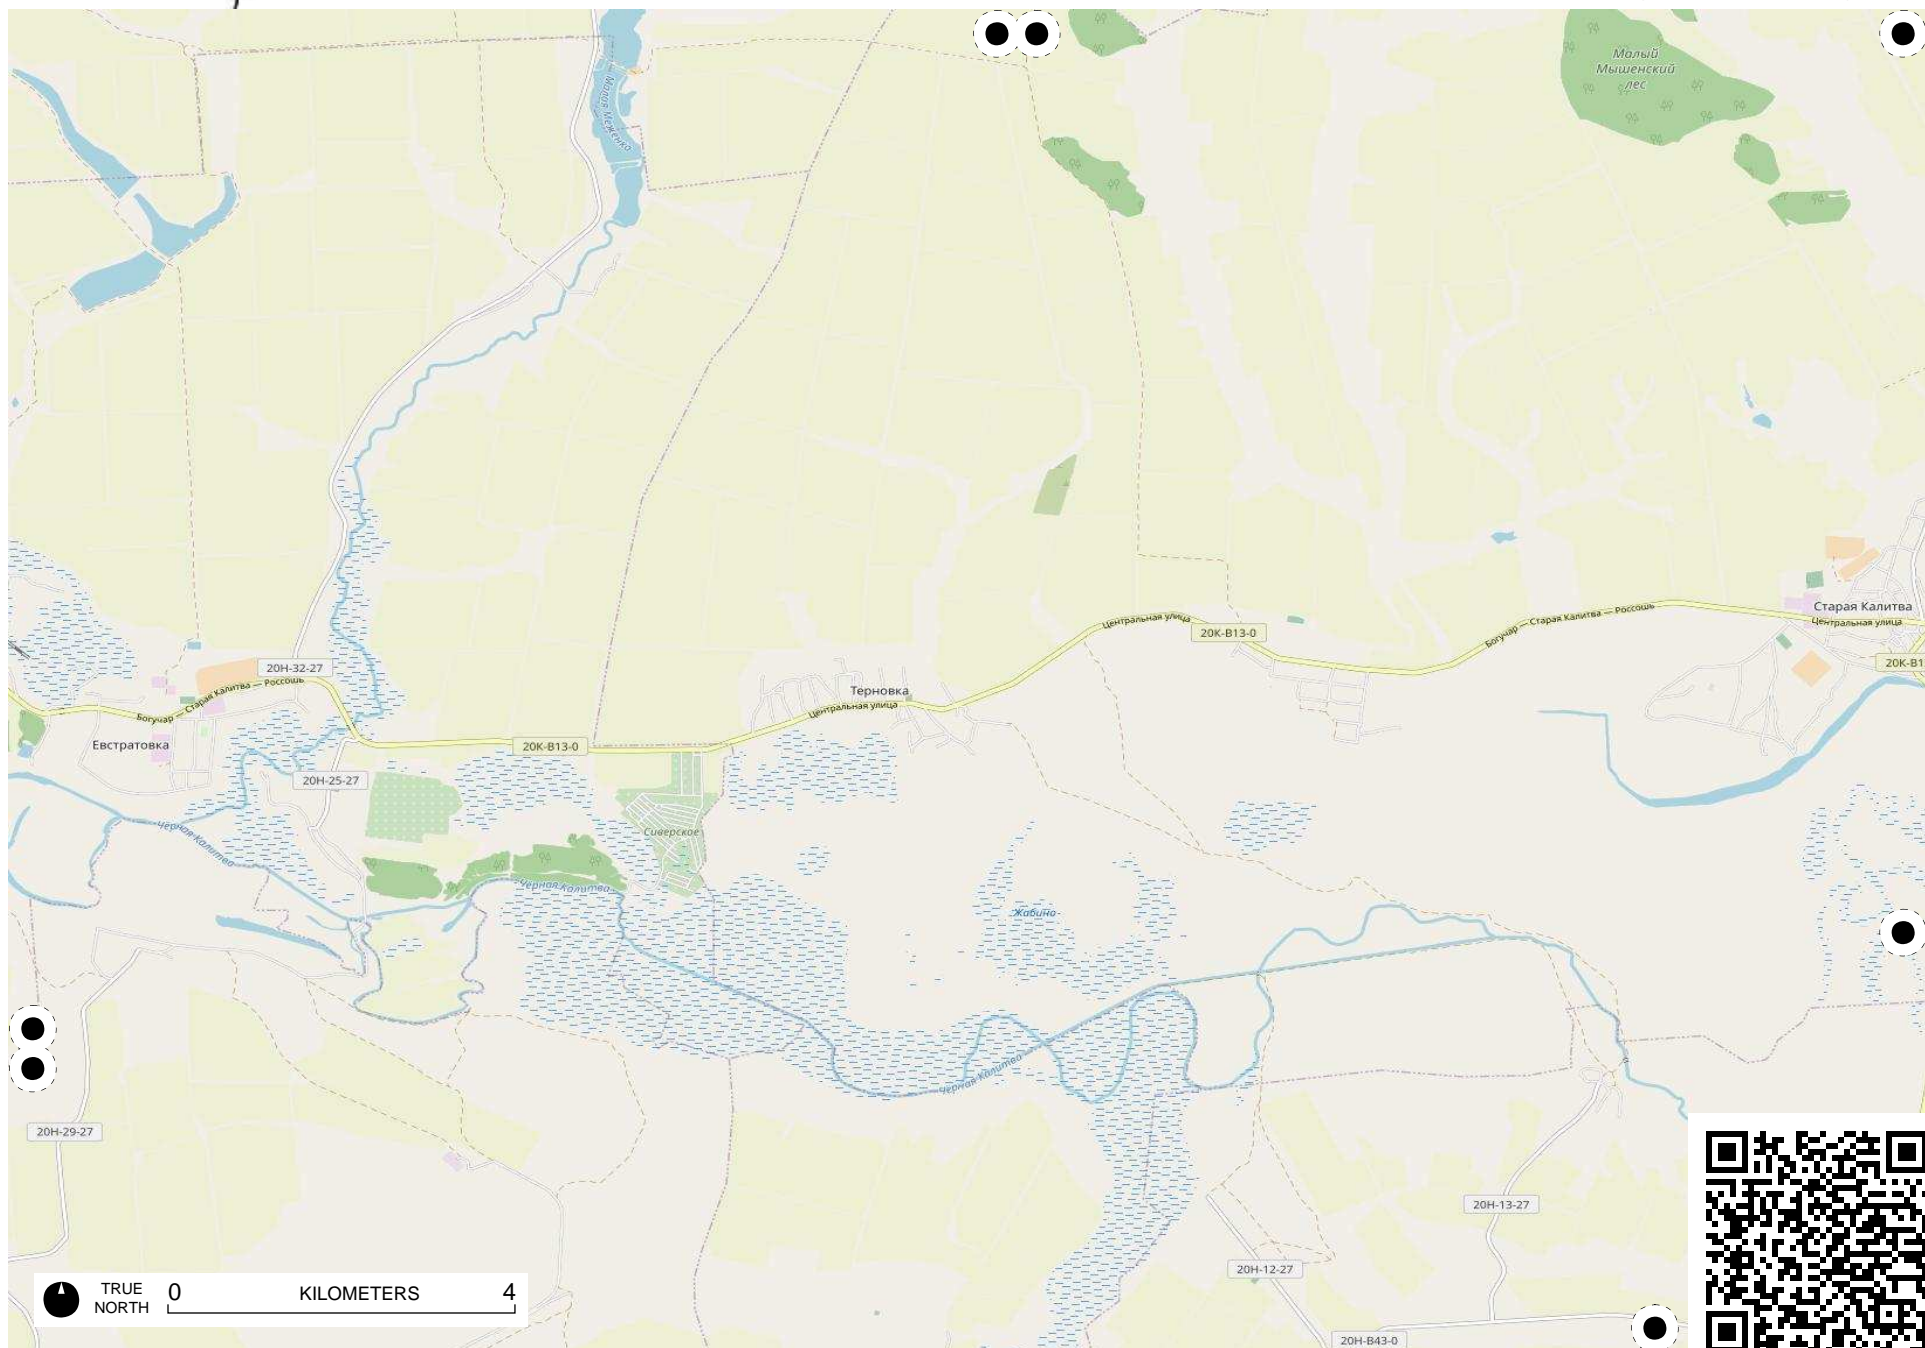 Малый
Мышенский
лес
Малая Меженка
Старая Калитва
Центральная улица
Богучар — Старая Калитва — Россошь
Центральная улица
20К-В13-0
20Н-32-27
20К-В1
Богучар — Старая Калитва — Россошь
Терновка
Центральная улица
Евстратовка
20К-В13-0
20Н-25-27
Сиверское
Чёрная Калитва
Чёрная Калитва
Жабино
Чёрная Калитва
20Н-29-27
20Н-13-27
20Н-12-27
TRUE
NORTH
0 KILOMETERS 4
20Н-В43-0